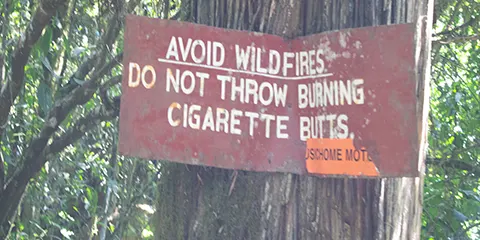 AVOID WILDFIRES
DO NOT THROW BURNING
CIGARETTE BUTTS.